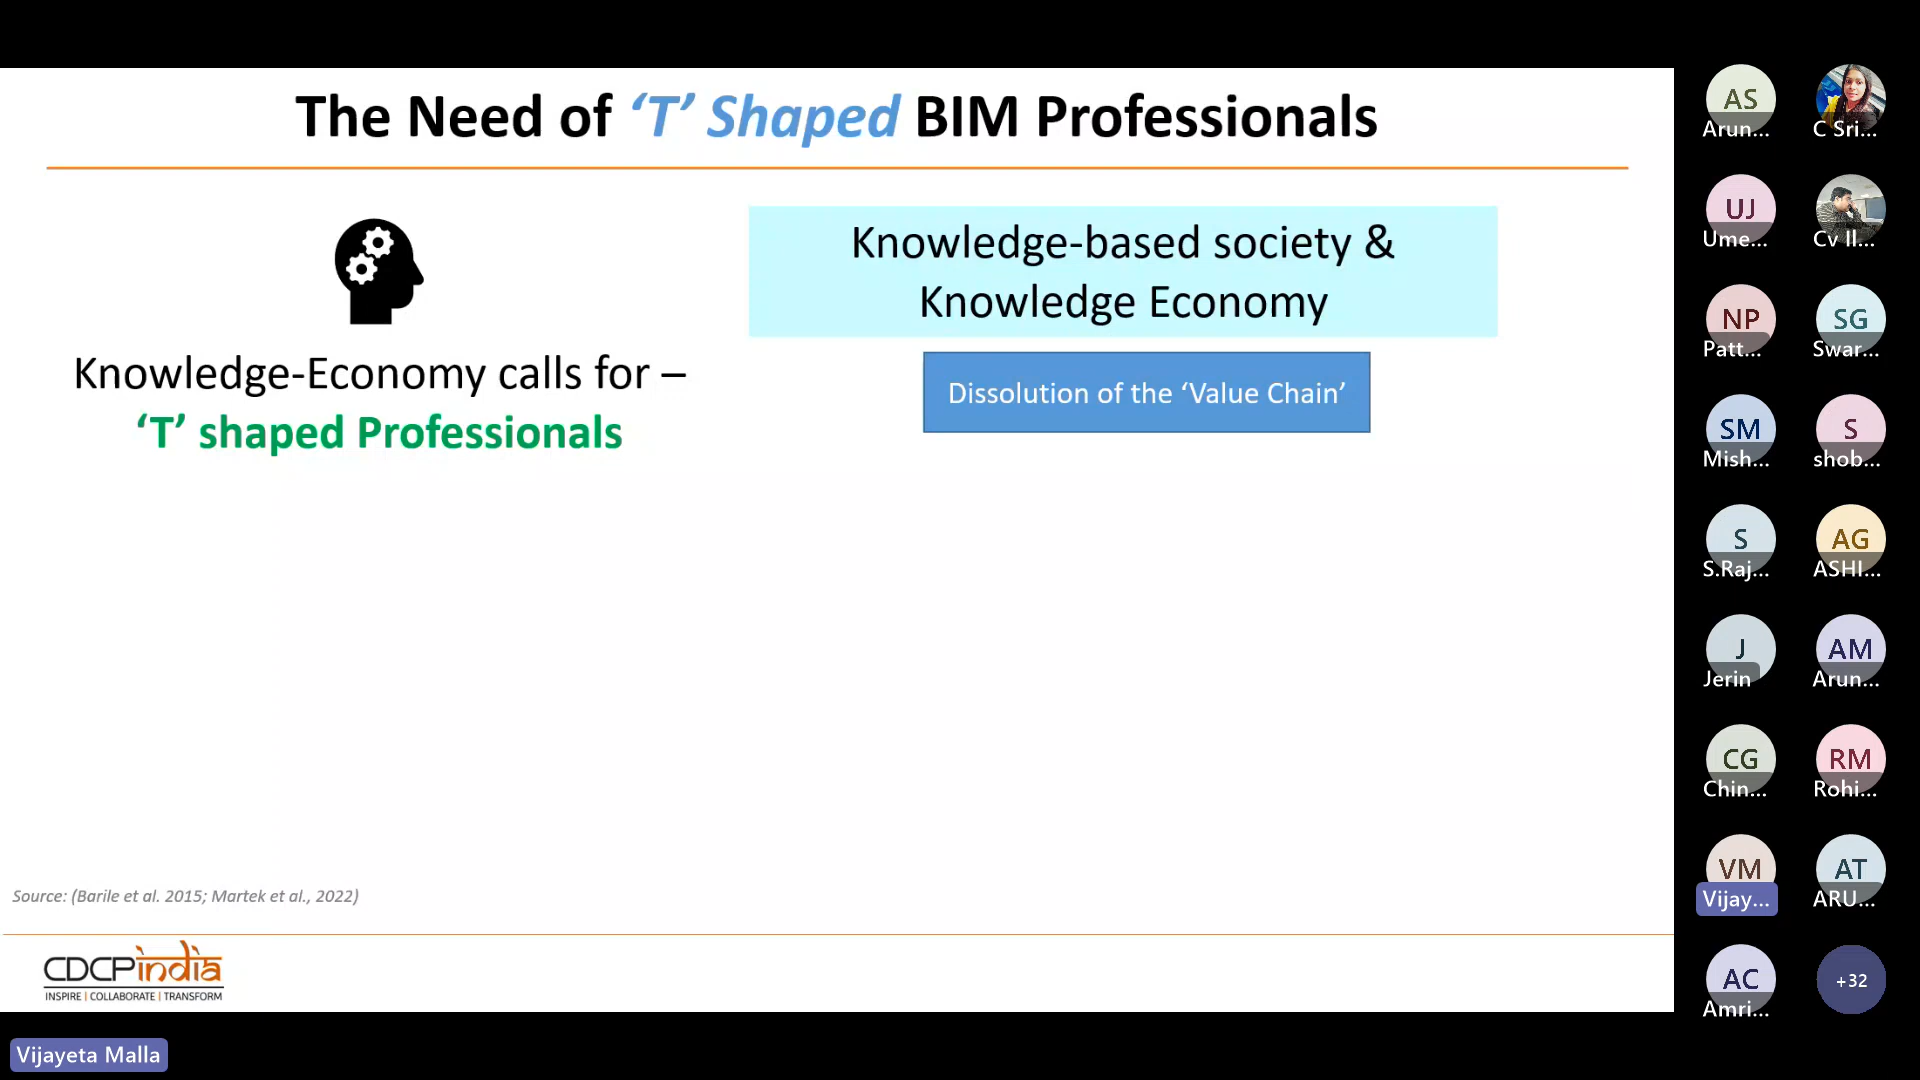 The Need of ‘T’ Shaped BIM Professionals
Knowledge-Economy calls for –
‘T’ shaped Professionals
Knowledge-based society &
Knowledge Economy
Dissolution of the ‘Value Chain’
Source: (Barile et al. 2015; Martek et al., 2022)
CDCPindia
INSPIRE | COLLABORATE | TRANSFORM
Vijayeta Malla
AS
Arun...
C Sri...
UJ
Ume...
Cv Il...
NP
Patt...
SG
Swar...
SM
Mish...
S
shob...
S
S.Raj...
AG
ASHI...
J
Jerin
AM
Arun...
CG
Chin...
RM
Rohi...
VM
Vijay...
AT
ARU...
AC
Amri...
+32